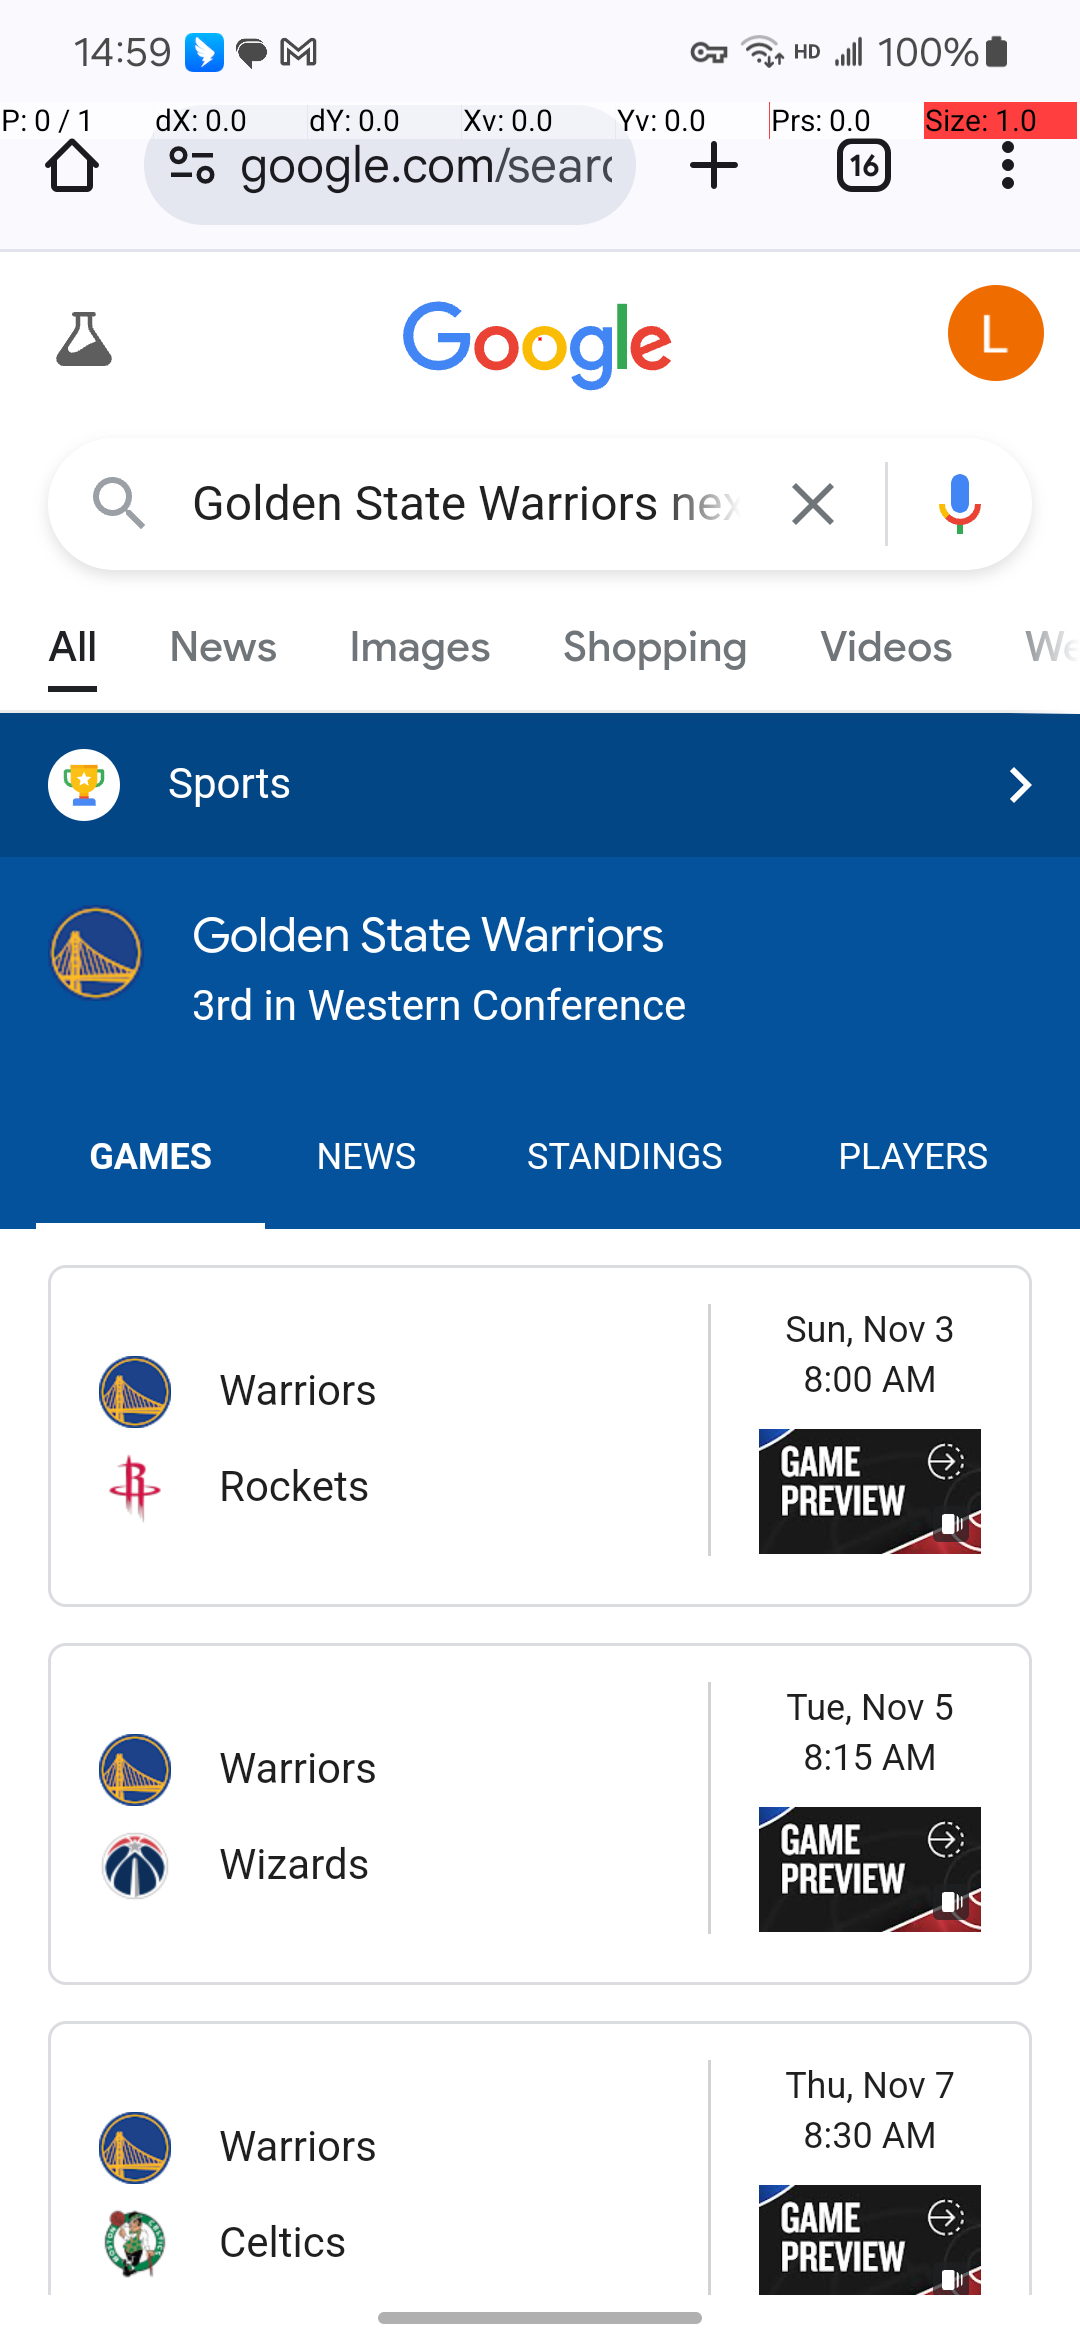 14:59 HD 100%
P: 0 / 1 dX: 0.0 dY: 0.0 Xv: 0.0 Yv: 0.0 Prs: 0.0 Size: 1.0
google.com/searc 16
Google L
Golden State Warriors nex
All News Images Shopping Videos We
Sports
Golden State Warriors
3rd in Western Conference
GAMES NEWS STANDINGS PLAYERS
Sun, Nov 3
8:00 AM
Warriors
Rockets
GAME
PREVIEW
Tue, Nov 5
8:15 AM
Warriors
Wizards
GAME
PREVIEW
Thu, Nov 7
8:30 AM
Warriors
Celtics
GAME
PREVIEW